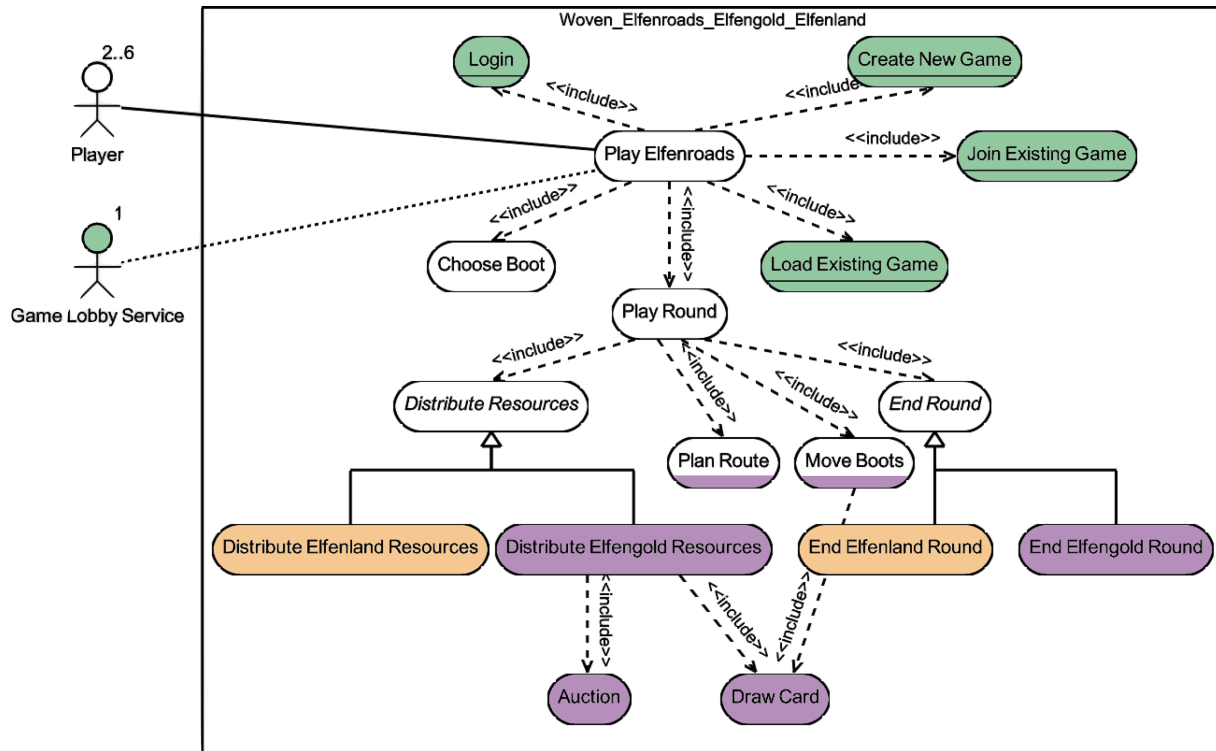 Woven_Elfenroads_Elfengold_Elfenland
2..6
Player
1
Game Lobby Service
Login
Create New Game
<<include>>
<<include>>
<<include>>
Play Elfenroads
Join Existing Game
<<include>>
<<include>>
<<include>>
Choose Boot
Load Existing Game
Play Round
<<include>>
<<include>>
<<include>>
<<include>>
Distribute Resources
End Round
Plan Route
Move Boots
Distribute Elfenland Resources
Distribute Elfengold Resources
End Elfenland Round
End Elfengold Round
<<include>>
<<include>>
<<include>>
Auction
Draw Card